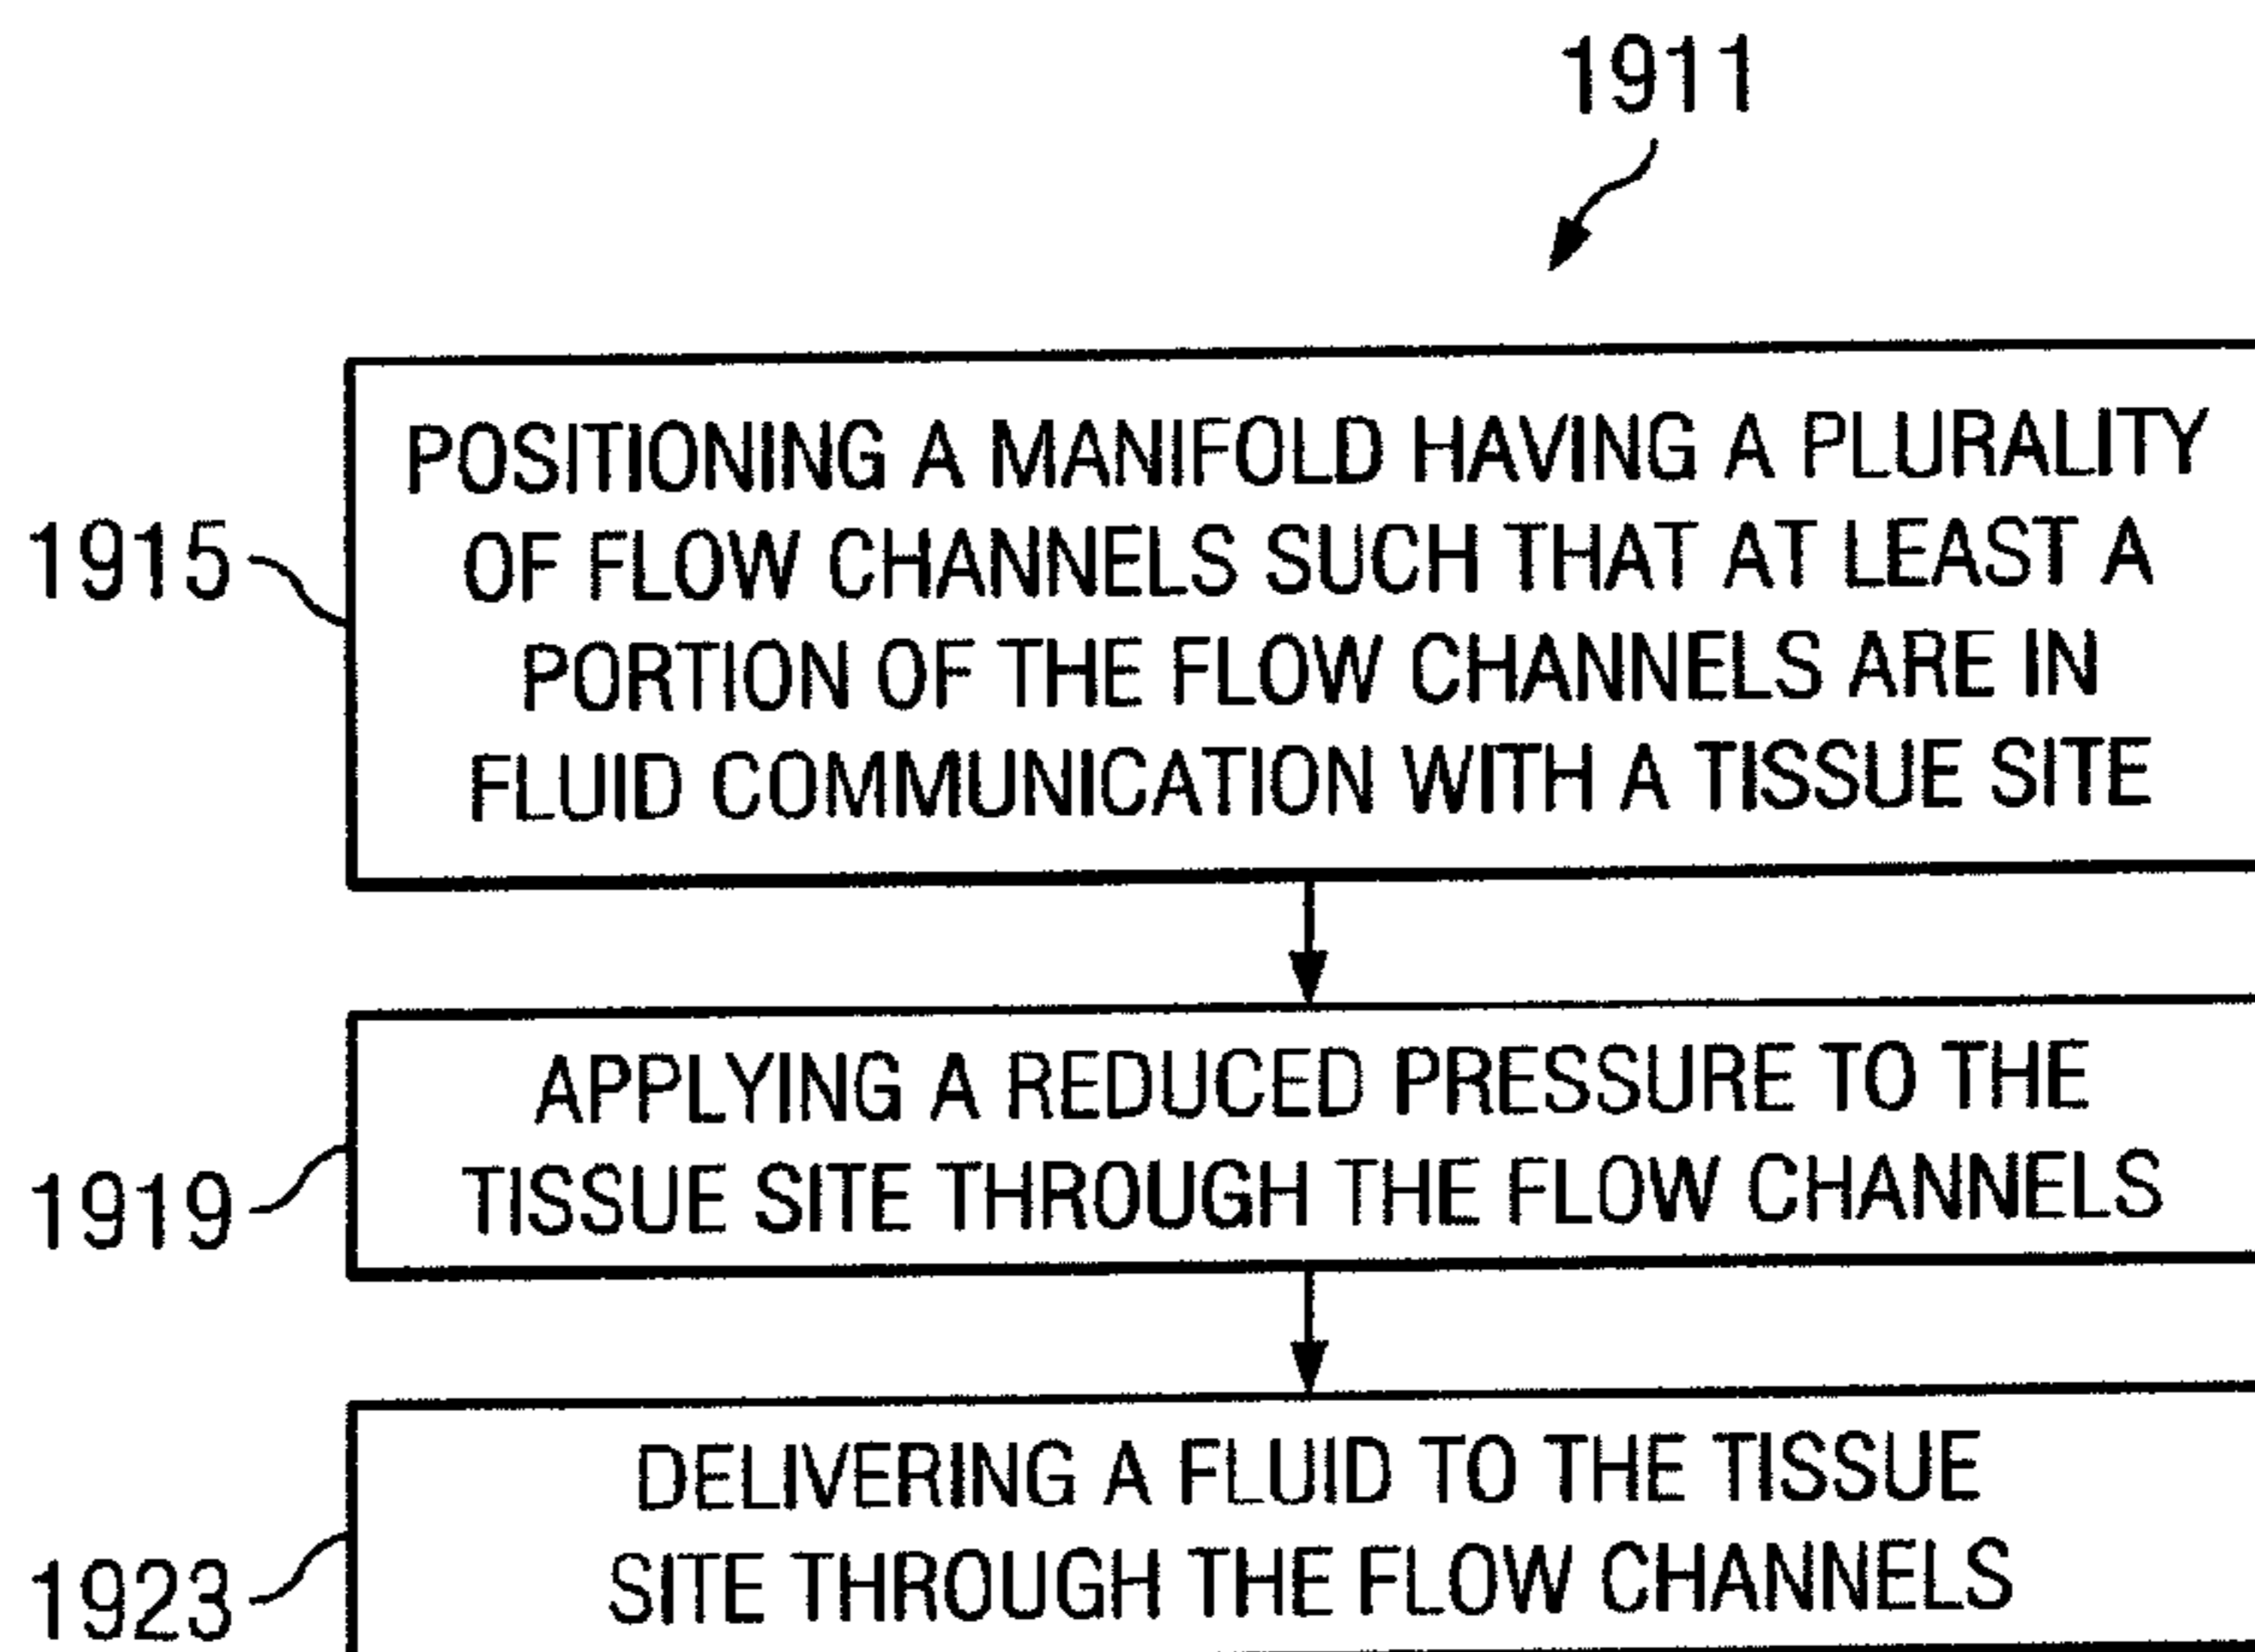 1911
1915
POSITIONING A MANIFOLD HAVING A PLURALITY
OF FLOW CHANNELS SUCH THAT AT LEAST A
PORTION OF THE FLOW CHANNELS ARE IN
FLUID COMMUNICATION WITH A TISSUE SITE
1919
APPLYING A REDUCED PRESSURE TO THE
TISSUE SITE THROUGH THE FLOW CHANNELS
1923
DELIVERING A FLUID TO THE TISSUE
SITE THROUGH THE FLOW CHANNELS